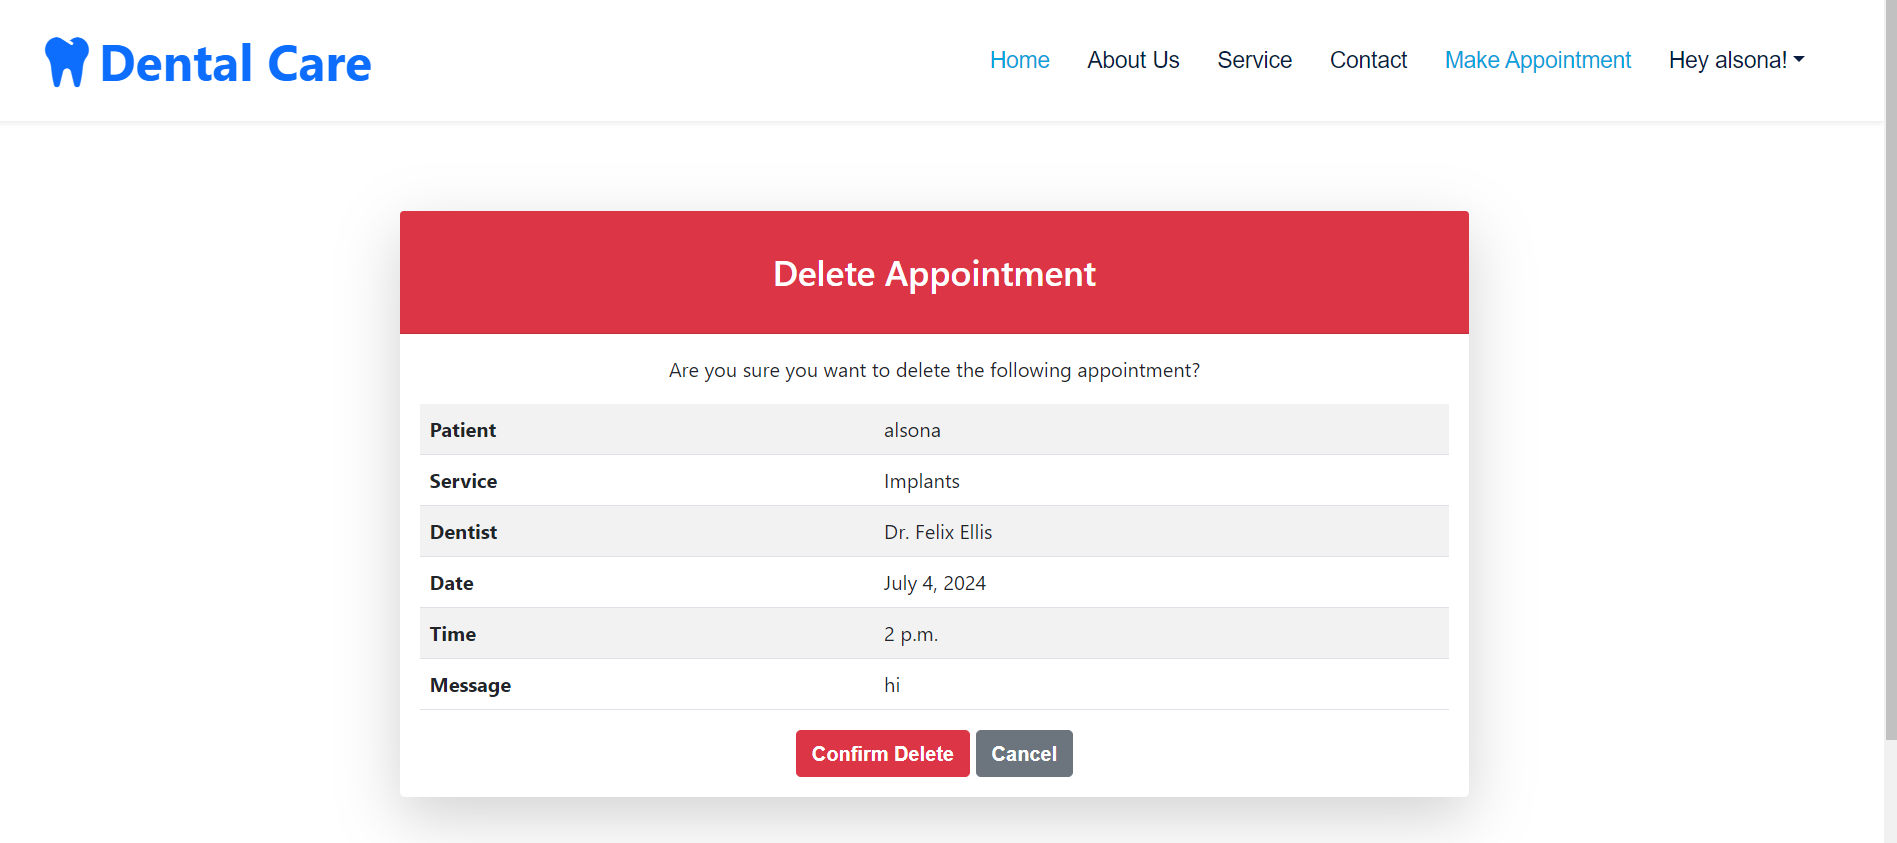 Dental Care
Home About Us Service Contact Make Appointment Hey alsona!
Delete Appointment
Are you sure you want to delete the following appointment?
Patient alsona
Service Implants
Dentist Dr. Felix Ellis
Date July 4, 2024
Time 2 p.m.
Message hi
Confirm Delete Cancel